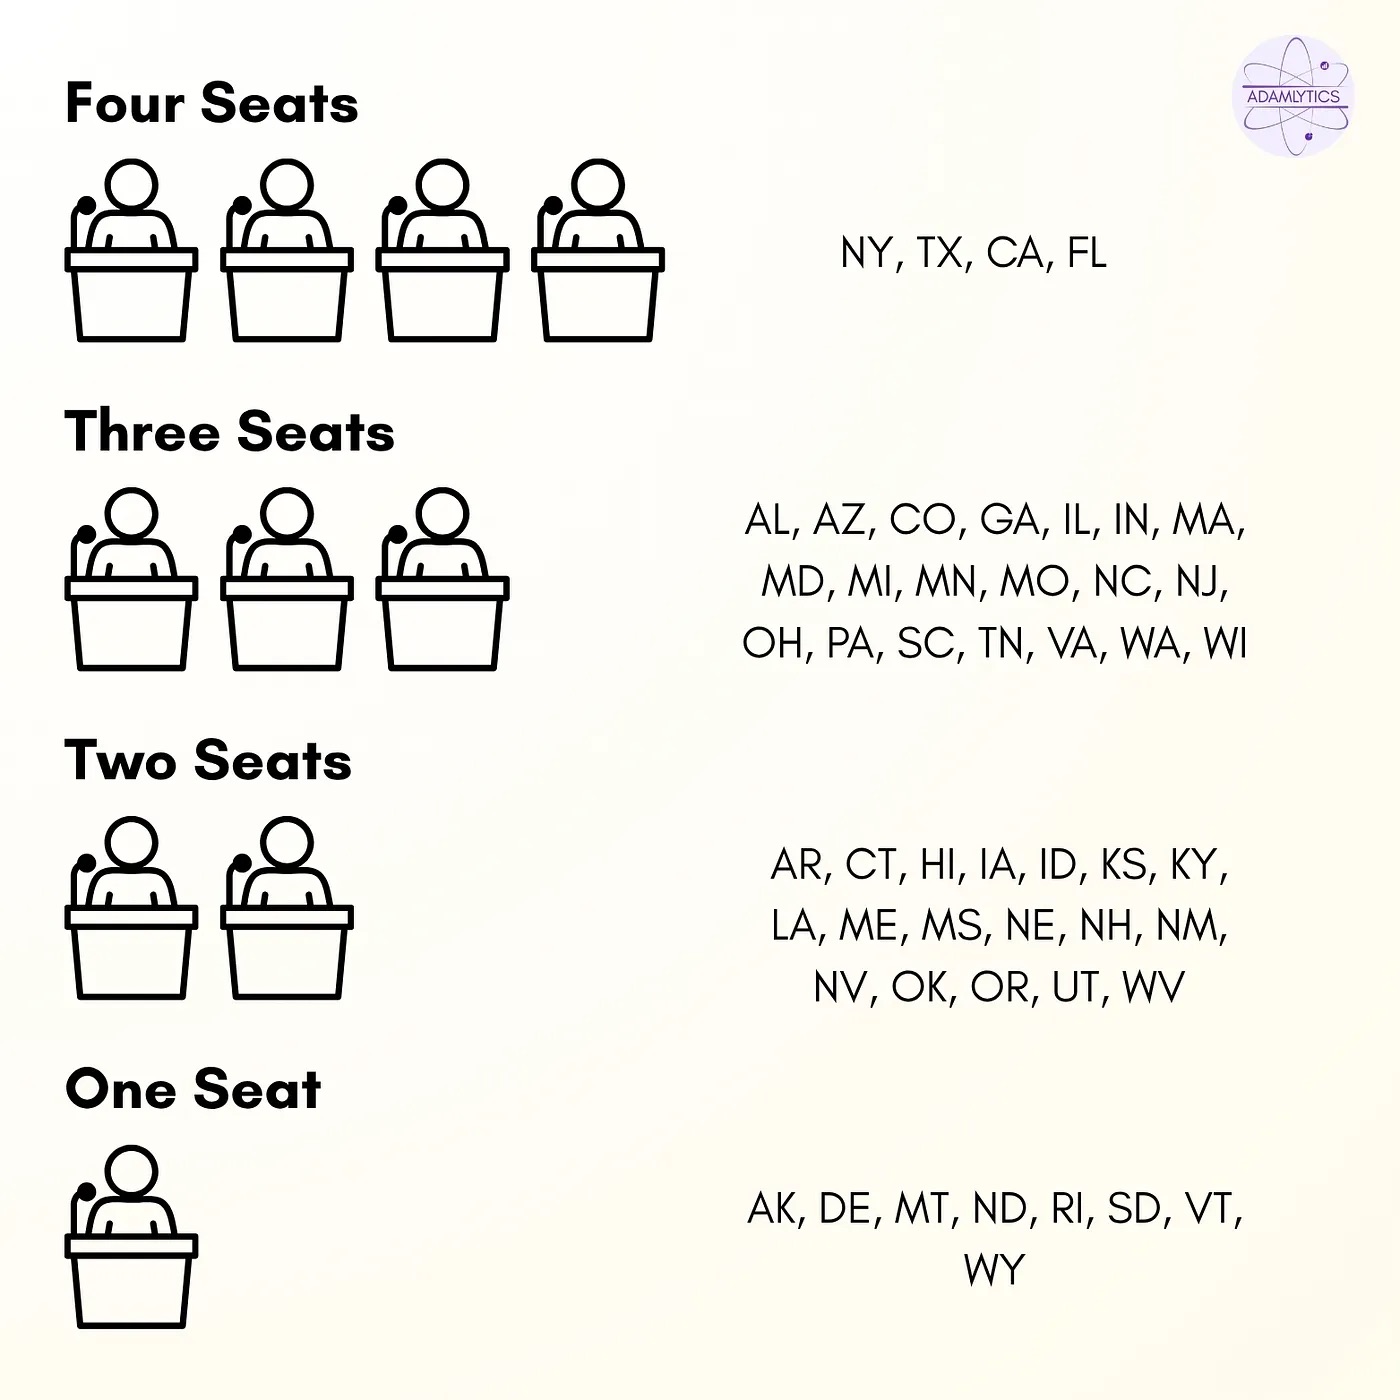 ADAMLYTICS
Four Seats
NY, TX, CA, FL
Three Seats
AL, AZ, CO, GA, IL, IN, MA,
MD, MI, MN, MO, NC, NJ,
OH, PA, SC, TN, VA, WA, WI
Two Seats
AR, CT, HI, IA, ID, KS, KY,
LA, ME, MS, NE, NH, NM,
NV, OK, OR, UT, WV
One Seat
AK, DE, MT, ND, RI, SD, VT,
WY